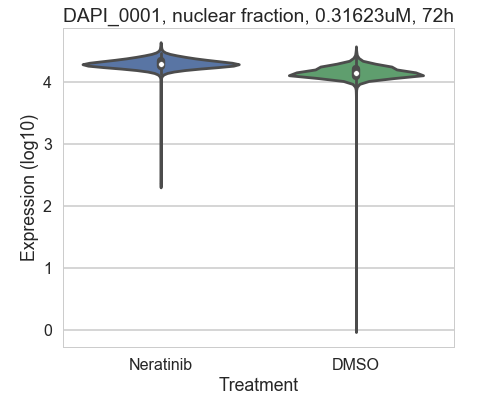 DAPI_0001, nuclear fraction, 0.31623uM, 72h
Expression (log10)
4
3
2
1
0
Neratinib DMSO
Treatment